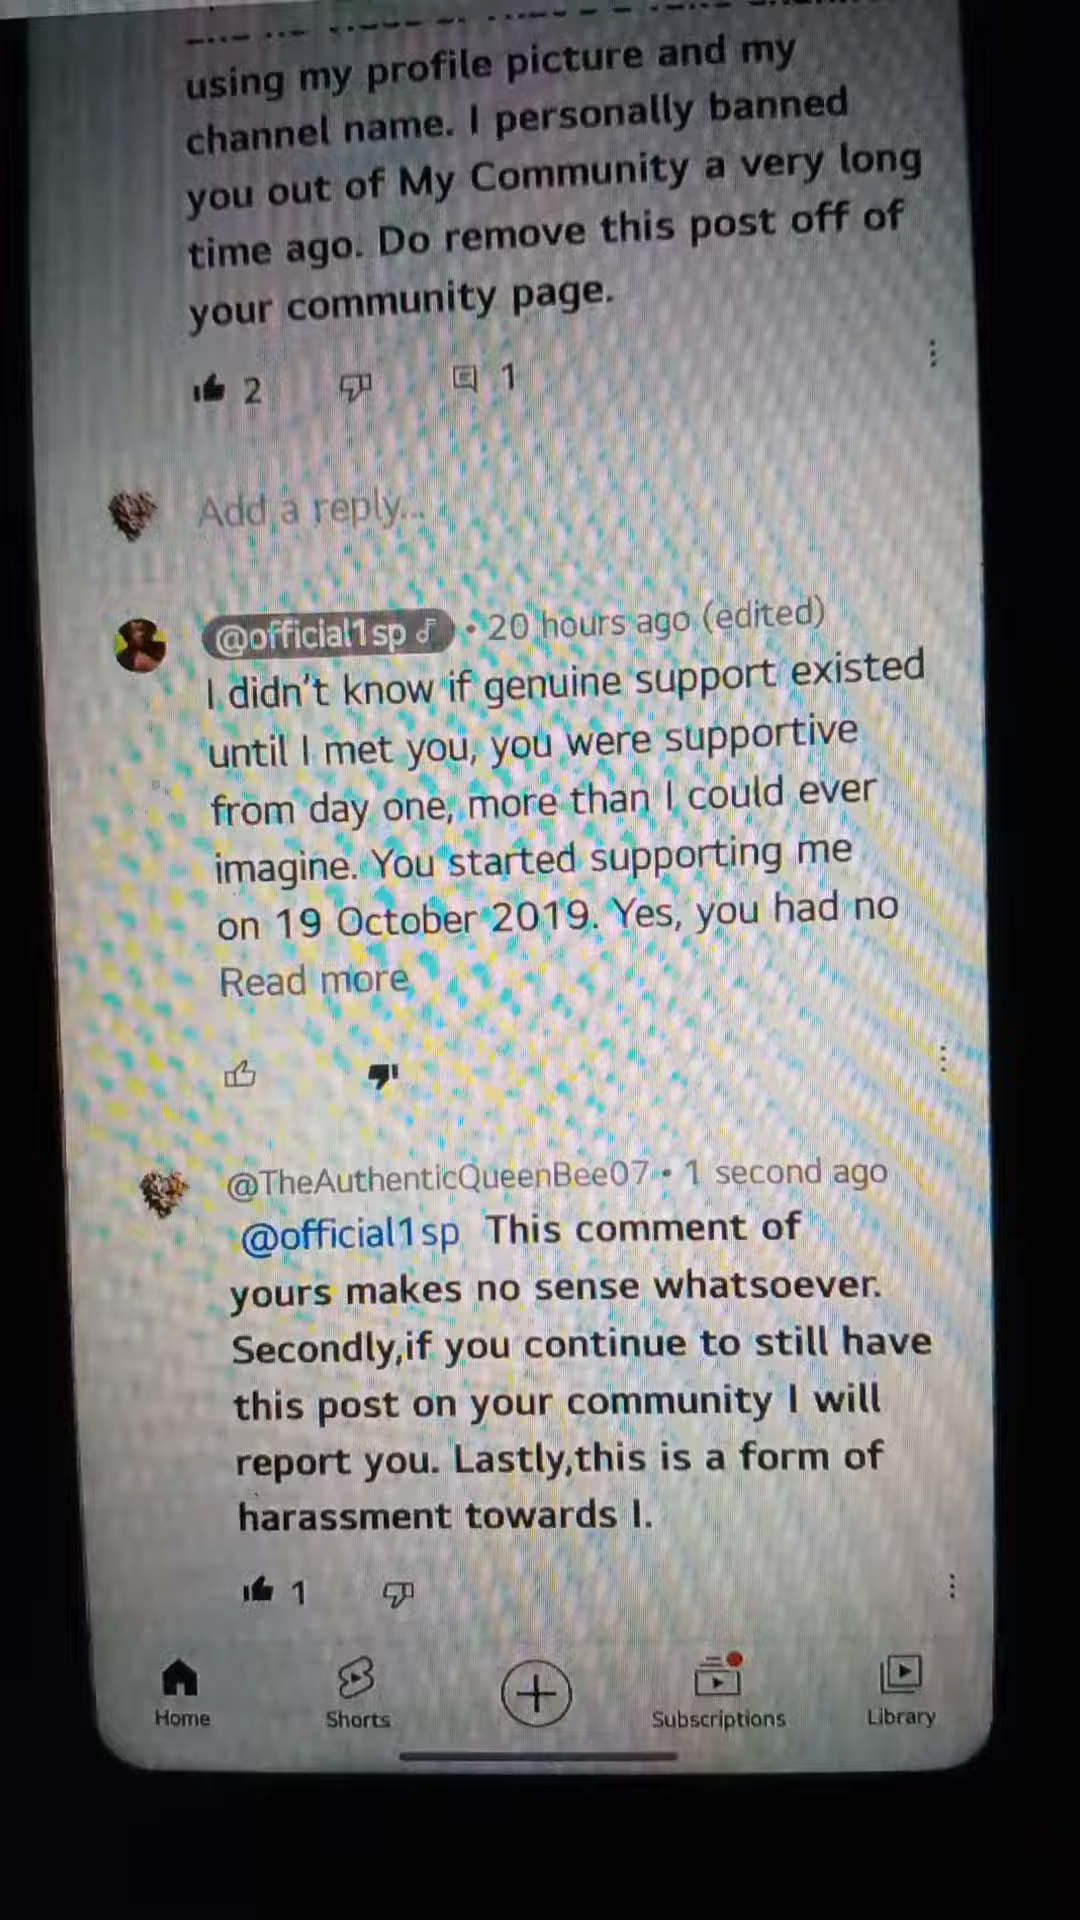 using my profile picture and my
channel name. I personally banned
you out of My Community a very long
time ago. Do remove this post off of
your community page.
2 1
Add a reply...
@official1sp • 20 hours ago (edited)
I didn't know if genuine support existed
until I met you, you were supportive
from day one, more than I could ever
imagine. You started supporting me
on 19 October 2019. Yes, you had no
Read more
@TheAuthenticQueenBee07 • 1 second ago
@official1sp This comment of
yours makes no sense whatsoever.
Secondly,if you continue to still have
this post on your community I will
report you. Lastly,this is a form of
harassment towards I.
1
Home Shorts Subscriptions Library